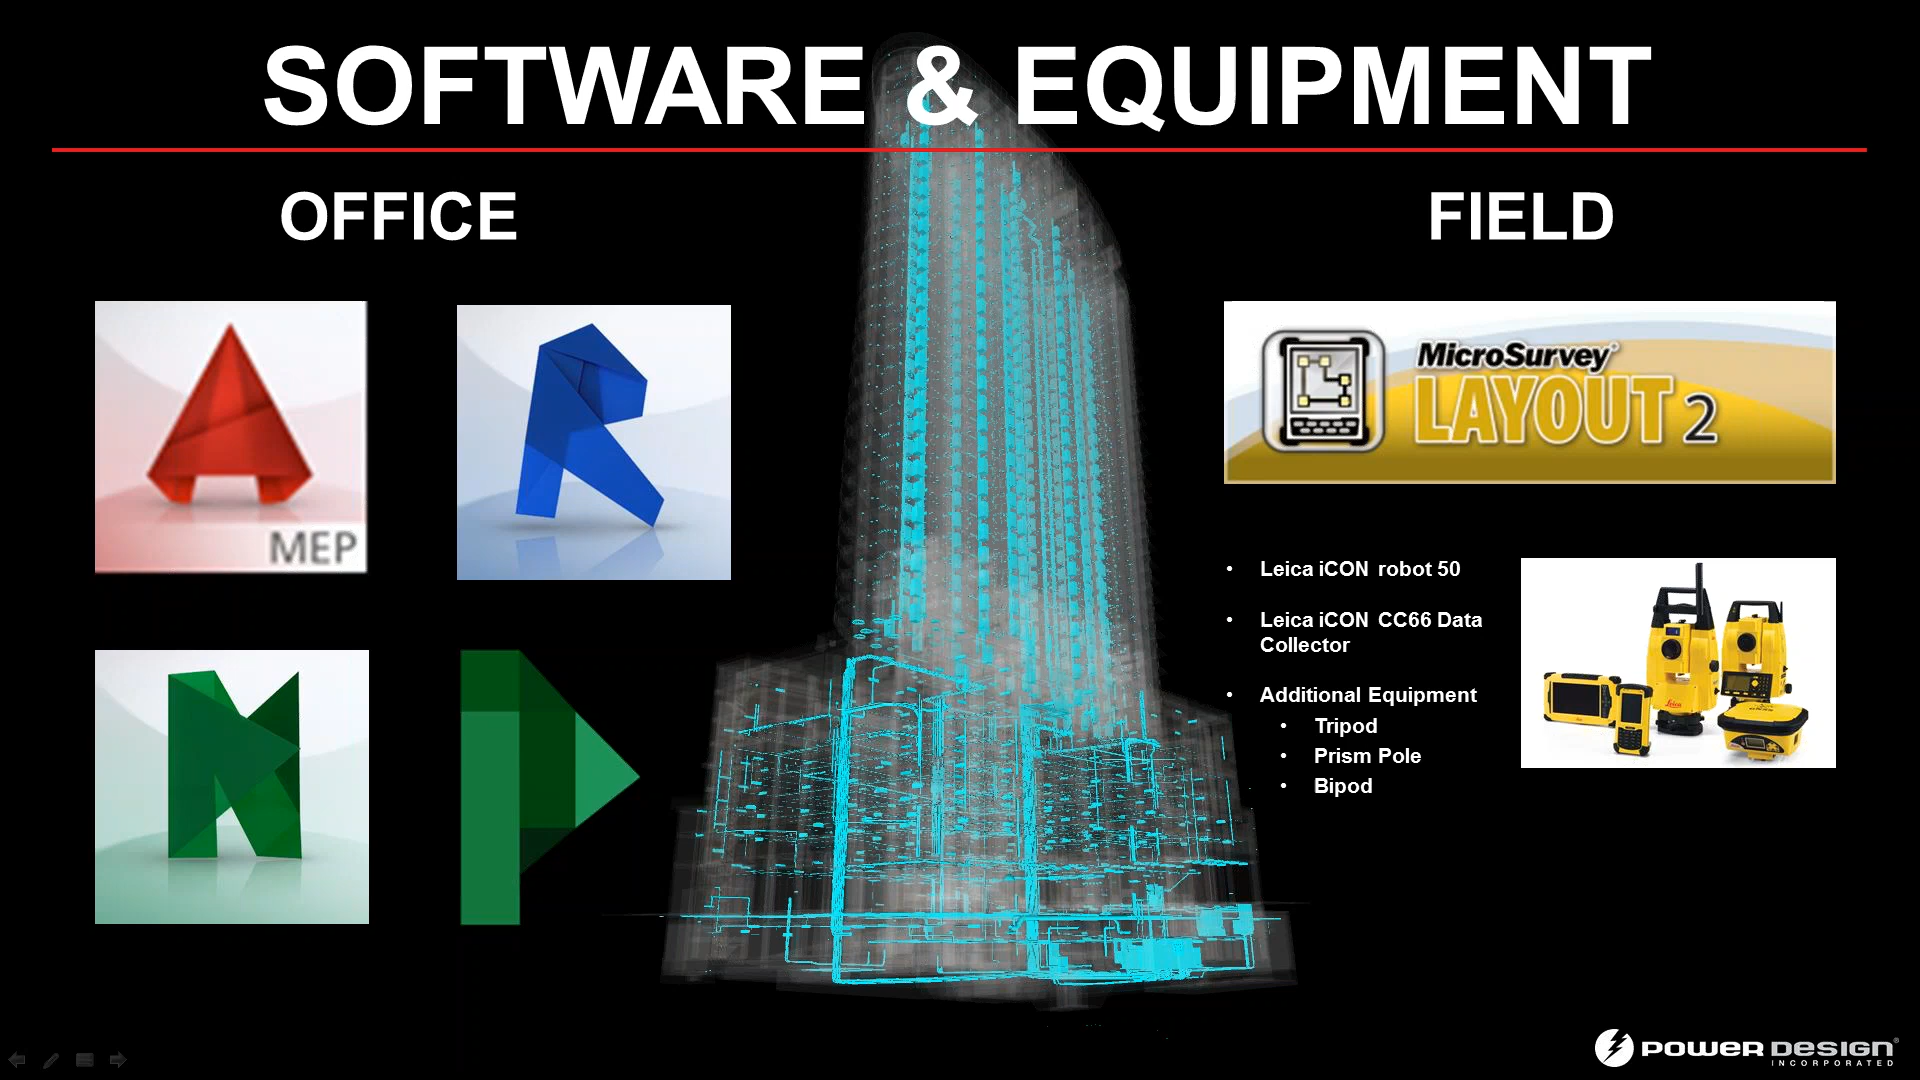 SOFTWARE & EQUIPMENT
OFFICE
FIELD
MEP
MicroSurvey®
LAYOUT 2
• Leica iCON robot 50
• Leica iCON CC66 Data
Collector
• Additional Equipment
• Tripod
• Prism Pole
• Bipod
Leica
POWER DESIGN®
INCORPORATED